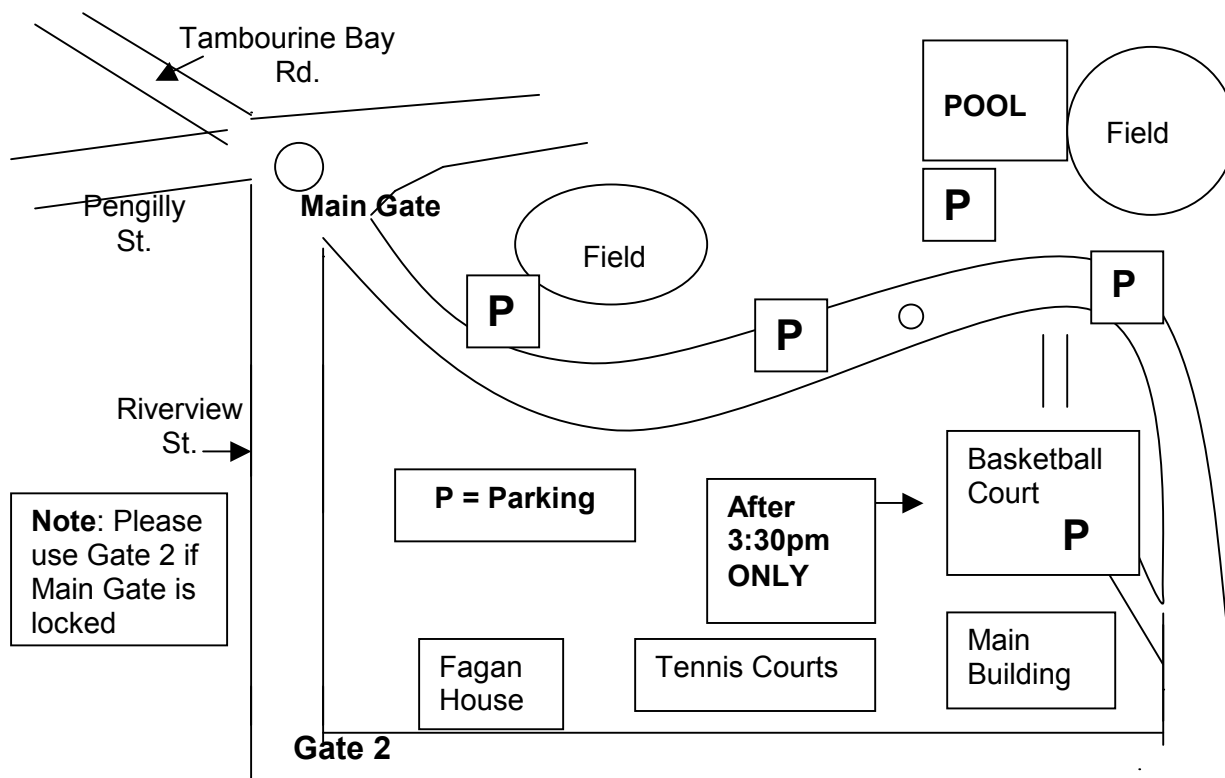 Tambourine Bay
Rd.
POOL
Field
P
Pengilly
St.
Main Gate
Field
P
P
P
Riverview
St.
P = Parking
After
3:30pm
ONLY
Basketball
Court
P
Note: Please
use Gate 2 if
Main Gate is
locked
Fagan
House
Tennis Courts
Main
Building
Gate 2